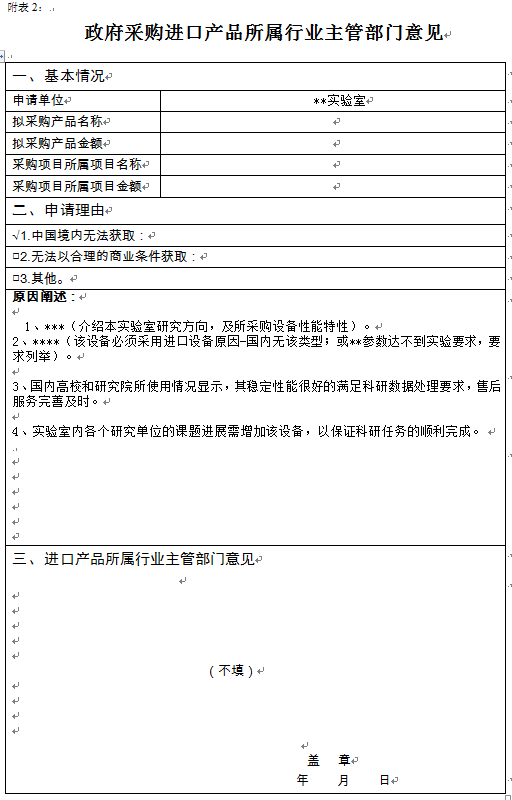 附表 2：
政府采购进口产品所属行业主管部门意见
一、基本情况
申请单位 **实验室
拟采购产品名称
拟采购产品金额
采购项目所属项目名称
采购项目所属项目金额
二、申请理由
√1.中国境内无法获取：
□2.无法以合理的商业条件获取：
□3.其他。
原因阐述：
1、***（介绍本实验室研究方向，及所采购设备性能特性）。
2、****（该设备必须采用进口设备原因-国内无该类型；或**参数达不到实验要求，要
求列举）。
3、国内高校和研究院所使用情况显示，其稳定性能很好的满足科研数据处理要求，售后
服务完善及时。
4、实验室内各个研究单位的课题进展需增加该设备，以保证科研任务的顺利完成。
三、进口产品所属行业主管部门意见
（不填）
盖 章
年 月 日